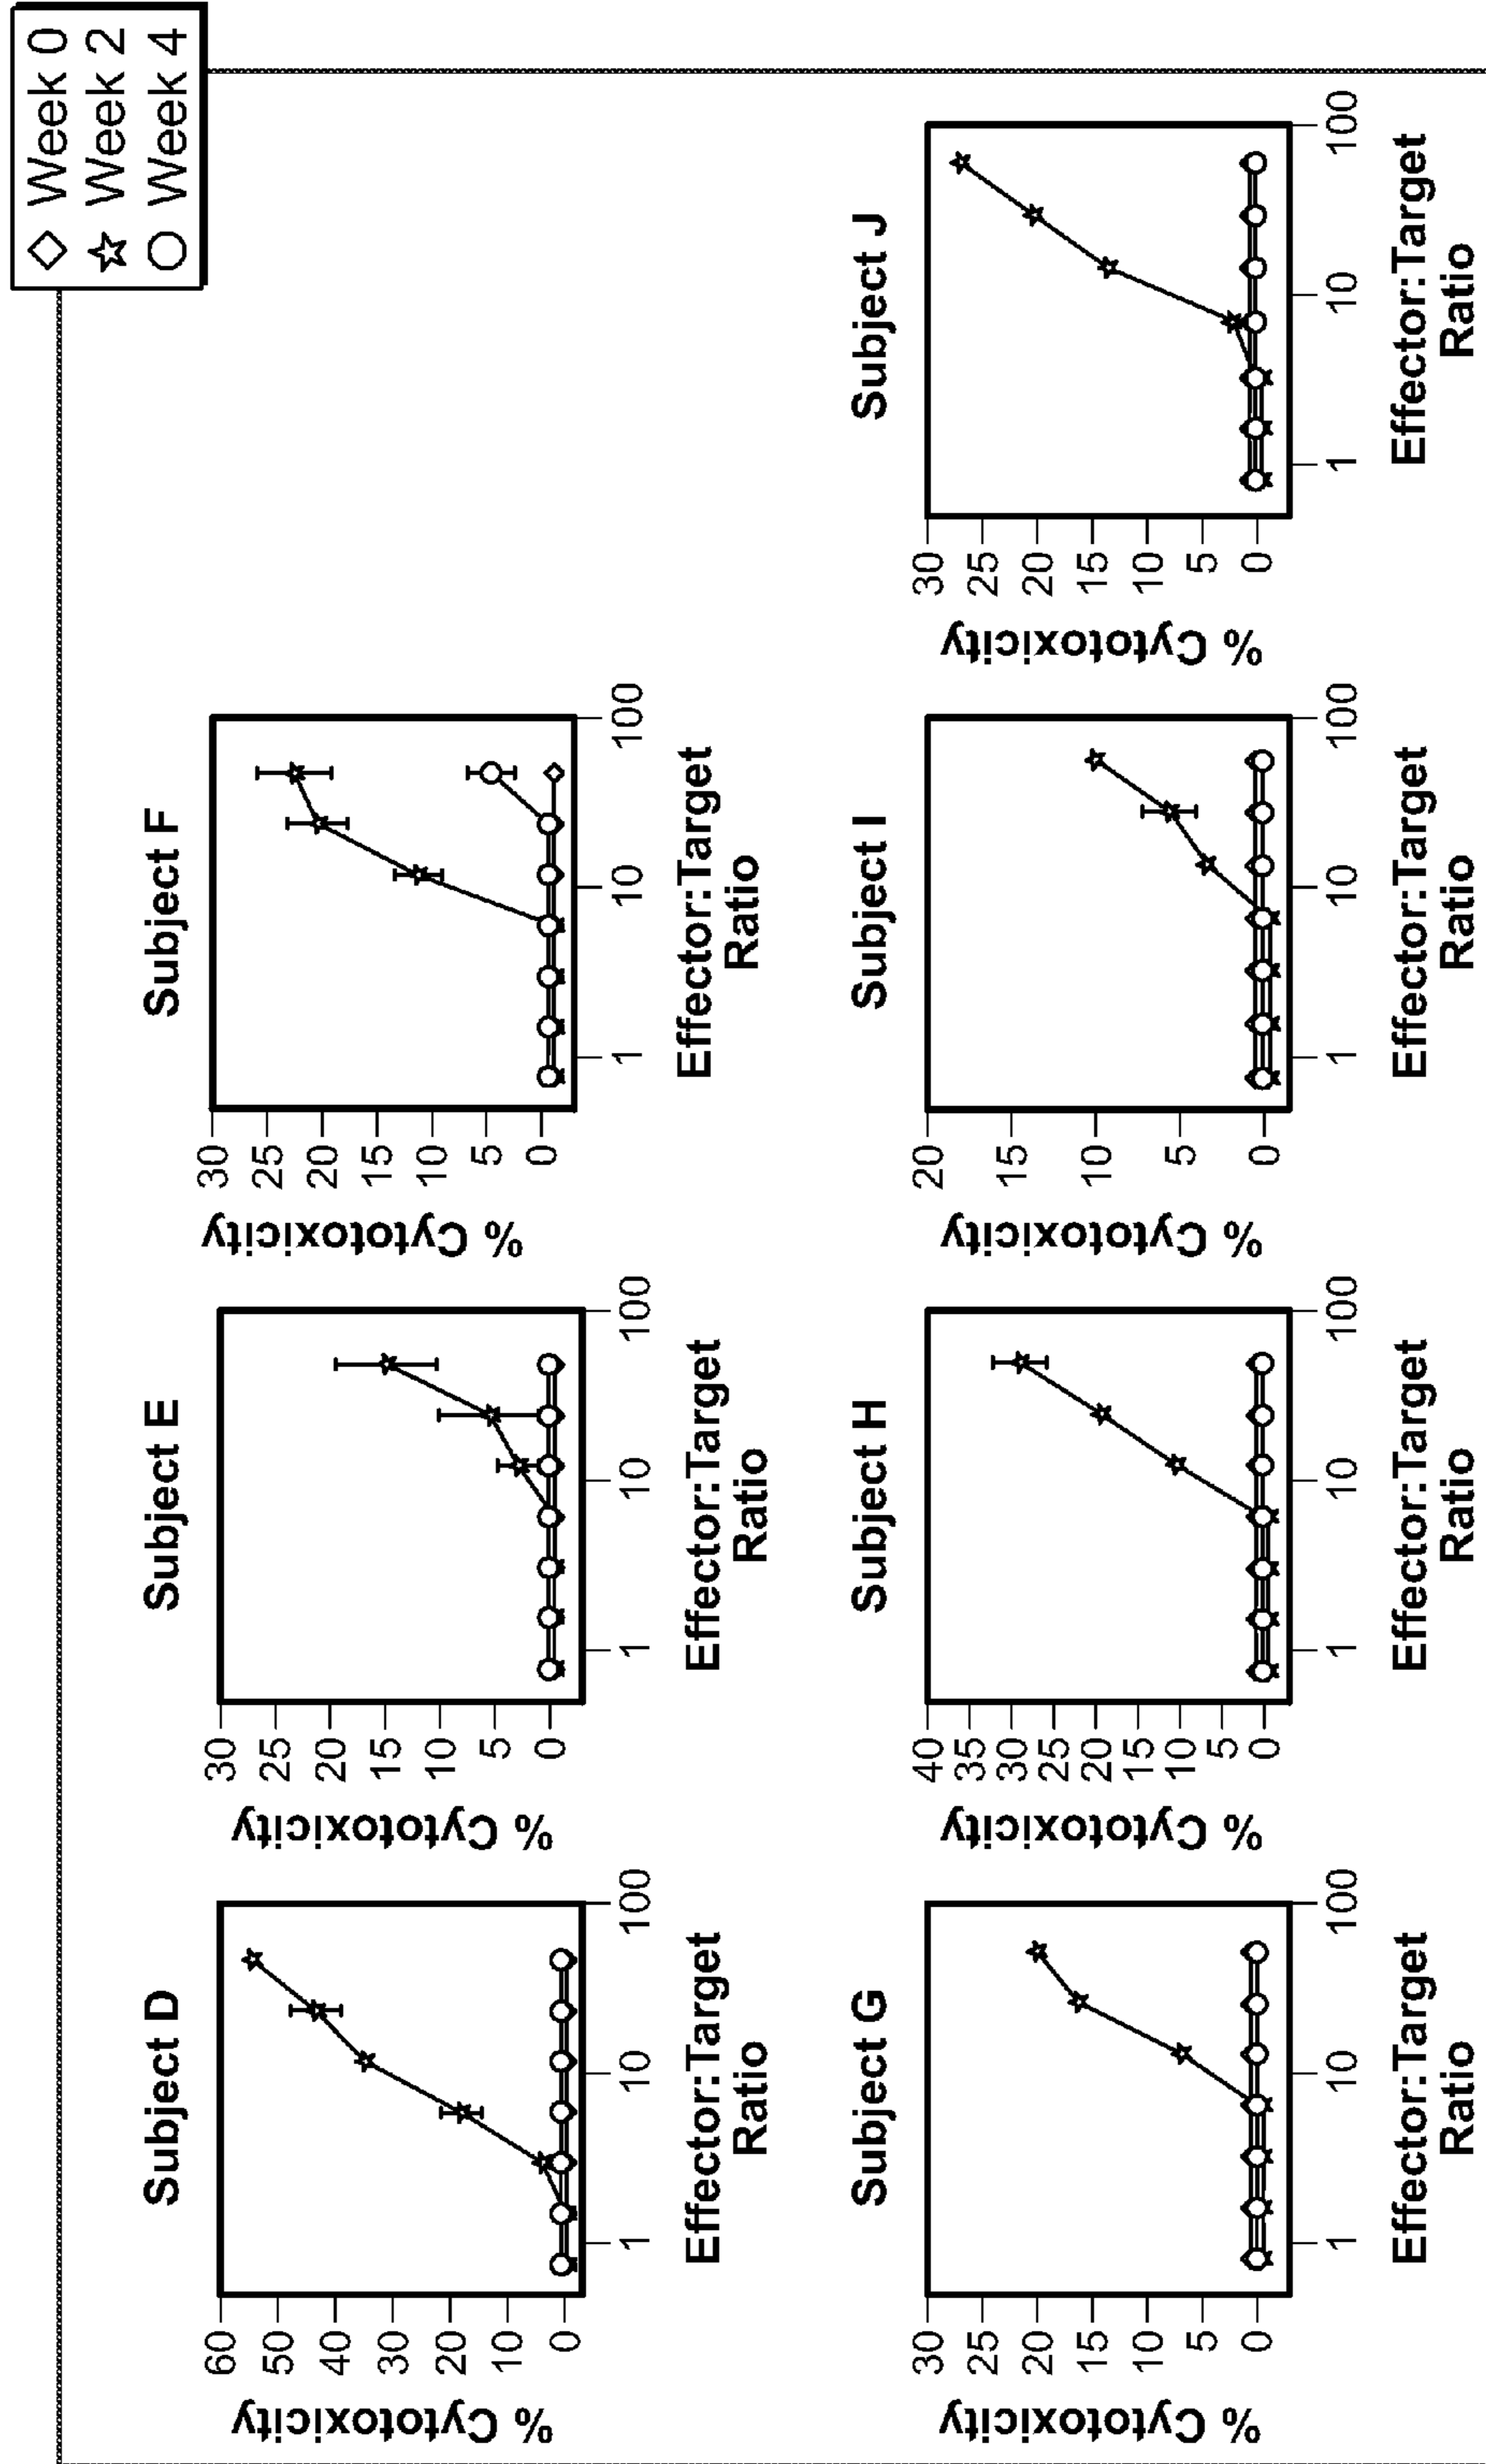 Week 0
Week 2
Week 4
Subject D
% Cytotoxicity
60
50
40
30
20
10
0
1
10
100
Effector:Target
Ratio
Subject E
% Cytotoxicity
30
25
20
15
10
5
0
1
10
100
Effector:Target
Ratio
Subject F
% Cytotoxicity
30
25
20
15
10
5
0
1
10
100
Effector:Target
Ratio
Subject G
% Cytotoxicity
30
25
20
15
10
5
0
1
10
100
Effector:Target
Ratio
Subject H
% Cytotoxicity
40
35
30
25
20
15
10
5
0
1
10
100
Effector:Target
Ratio
Subject I
% Cytotoxicity
20
15
10
5
0
1
10
100
Effector:Target
Ratio
Subject J
% Cytotoxicity
30
25
20
15
10
5
0
1
10
100
Effector:Target
Ratio